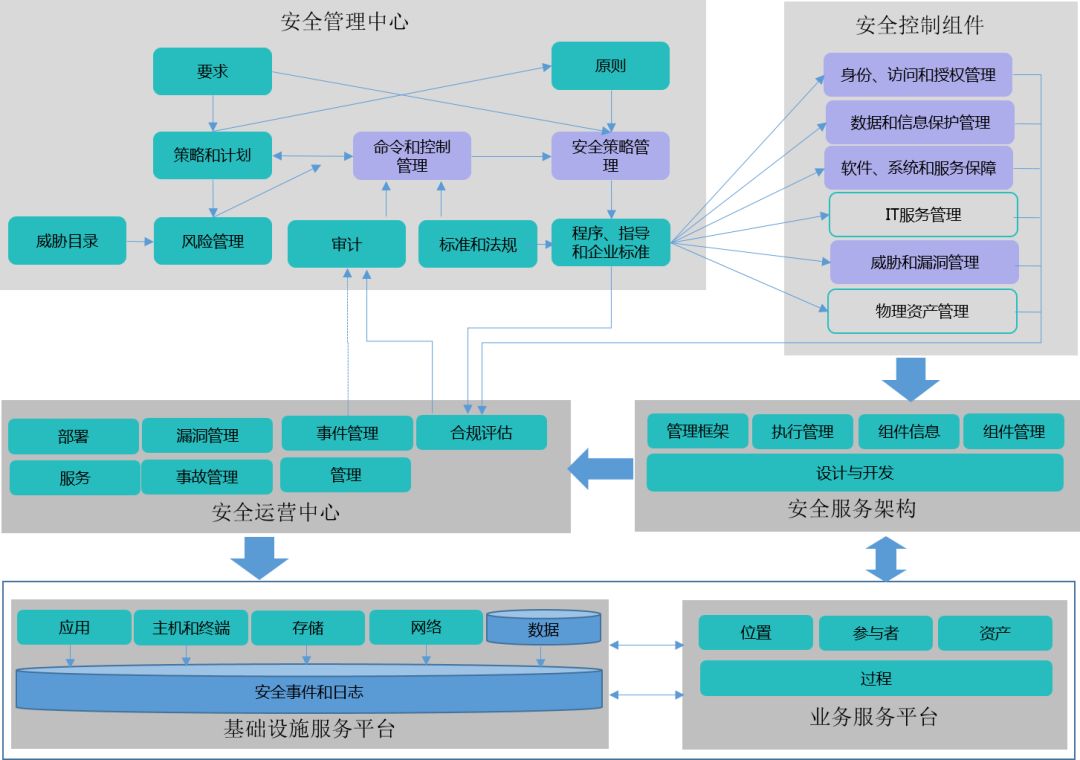 安全管理中心
要求
原则
策略和计划
命令和控制
管理
安全策略管
理
威胁目录
风险管理
审计
标准和法规
程序、指导
和企业标准
安全控制组件
身份、访问和授权管理
数据和信息保护管理
软件、系统和服务保障
IT服务管理
威胁和漏洞管理
物理资产管理
部署
漏洞管理
事件管理
合规评估
服务
事故管理
管理
安全运营中心
管理框架
执行管理
组件信息
组件管理
设计与开发
安全服务架构
应用
主机和终端
存储
网络
数据
安全事件和日志
基础设施服务平台
位置
参与者
资产
过程
业务服务平台